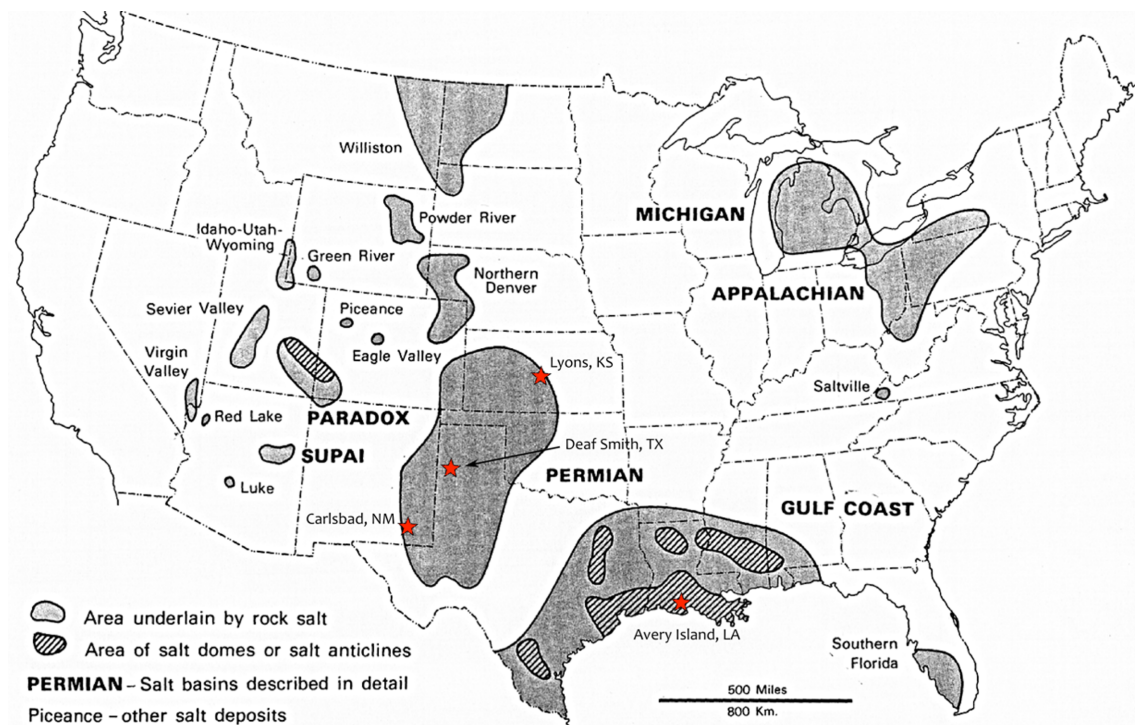 Williston
MICHIGAN
Powder River
Idaho-Utah-
Wyoming
Green River
Northern
Denver
APPALACHIAN
Sevier Valley
Piceance
Eagle Valley
Virgin
Valley
Lyons, KS
Saltville
Red Lake
PARADOX
Deaf Smith, TX
SUPAI
PERMIAN
Luke
GULF COAST
Carlsbad, NM
Area underlain by rock salt
Avery Island, LA
Area of salt domes or salt anticlines
Southern
Florida
PERMIAN – Salt basins described in detail
500 Miles
800 Km.
Piceance – other salt deposits